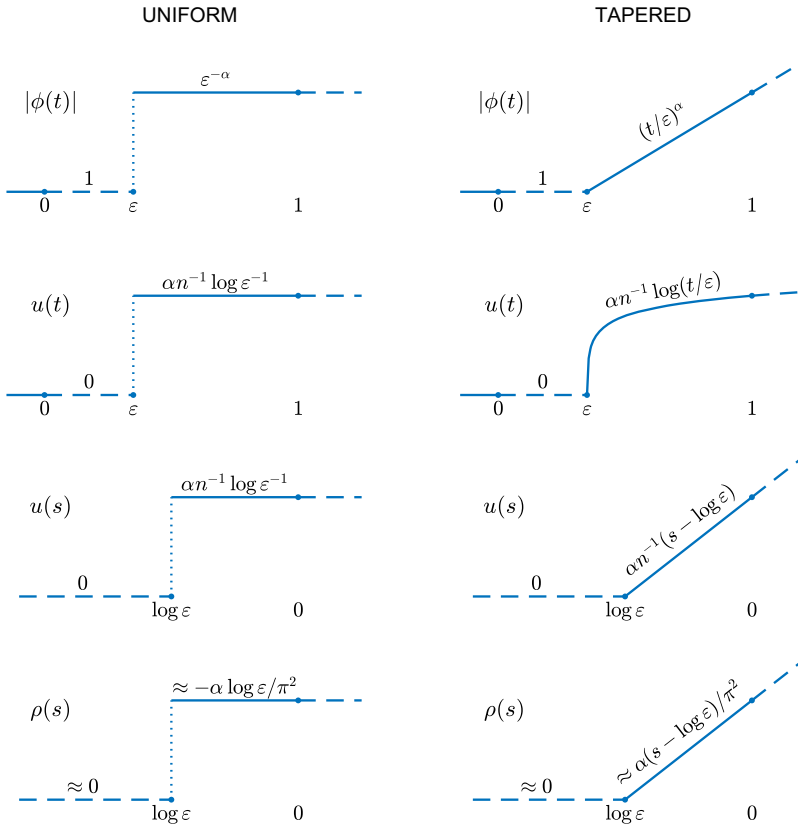 UNIFORM TAPERED
|ϕ(t)| 1 ε^{-α} 0 ε 1
|ϕ(t)| 1 (t/ε)^α 0 ε 1
u(t) 0 αn^{-1} log ε^{-1} 0 ε 1
u(t) 0 αn^{-1} log(t/ε) 0 ε 1
u(s) 0 αn^{-1} log ε^{-1} log ε 0
u(s) 0 αn^{-1}(s − log ε) log ε 0
ρ(s) ≈ 0 ≈ −α log ε/π² log ε 0
ρ(s) ≈ 0 ≈ α(s − log ε)/π² log ε 0